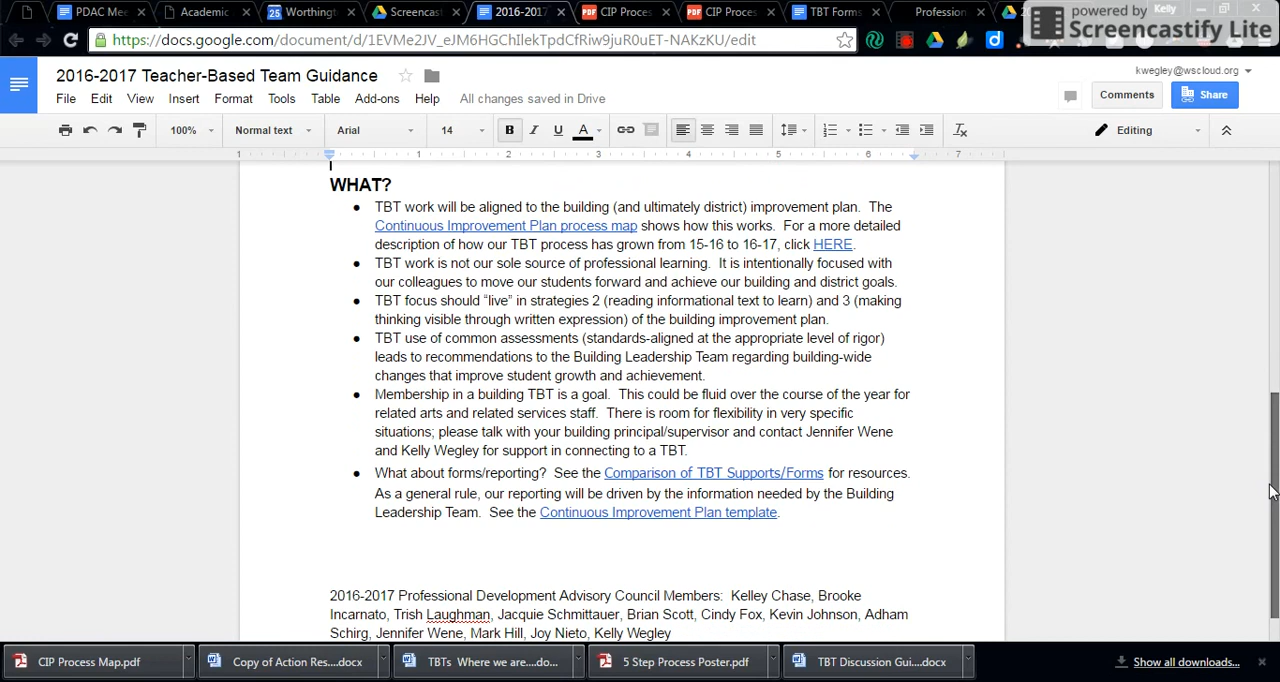 PDAC Me
Academic
25 Worthingt
Screencast
2016-2017
CIP Proces
CIP Proces
TBT Forms
Profession
Kelly
powered by
Screencastify Lite
https://docs.google.com/document/d/1EVMe2JV_eJM6HGChIlekTpdCfRiw9juR0uET-NAKzKU/edit
2016-2017 Teacher-Based Team Guidance
kwegley@wscloud.org
File Edit View Insert Format Tools Table Add-ons Help All changes saved in Drive
Comments Share
100% Normal text Arial 14 B I U A Editing
1 1 2 3 4 5 6 7
WHAT?
● TBT work will be aligned to the building (and ultimately district) improvement plan. The
Continuous Improvement Plan process map shows how this works. For a more detailed
description of how our TBT process has grown from 15-16 to 16-17, click HERE.
● TBT work is not our sole source of professional learning. It is intentionally focused with
our colleagues to move our students forward and achieve our building and district goals.
● TBT focus should “live” in strategies 2 (reading informational text to learn) and 3 (making
thinking visible through written expression) of the building improvement plan.
● TBT use of common assessments (standards-aligned at the appropriate level of rigor)
leads to recommendations to the Building Leadership Team regarding building-wide
changes that improve student growth and achievement.
● Membership in a building TBT is a goal. This could be fluid over the course of the year for
related arts and related services staff. There is room for flexibility in very specific
situations; please talk with your building principal/supervisor and contact Jennifer Wene
and Kelly Wegley for support in connecting to a TBT.
● What about forms/reporting? See the Comparison of TBT Supports/Forms for resources.
As a general rule, our reporting will be driven by the information needed by the Building
Leadership Team. See the Continuous Improvement Plan template.
2016-2017 Professional Development Advisory Council Members: Kelley Chase, Brooke
Incarnato, Trish Laughman, Jacquie Schmittauer, Brian Scott, Cindy Fox, Kevin Johnson, Adham
Schirg, Jennifer Wene, Mark Hill, Joy Nieto, Kelly Wegley
CIP Process Map.pdf
Copy of Action Res....docx
TBTs Where we are....do...
5 Step Process Poster.pdf
TBT Discussion Gui....docx
Show all downloads...